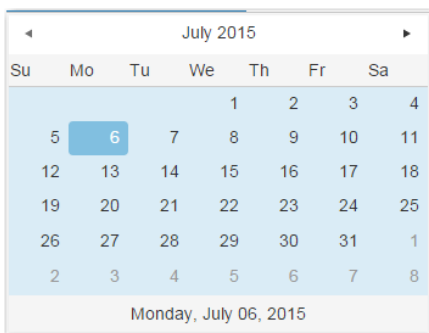 ◄ July 2015 ►
Su Mo Tu We Th Fr Sa
1 2 3 4
5 6 7 8 9 10 11
12 13 14 15 16 17 18
19 20 21 22 23 24 25
26 27 28 29 30 31 1
2 3 4 5 6 7 8
Monday, July 06, 2015